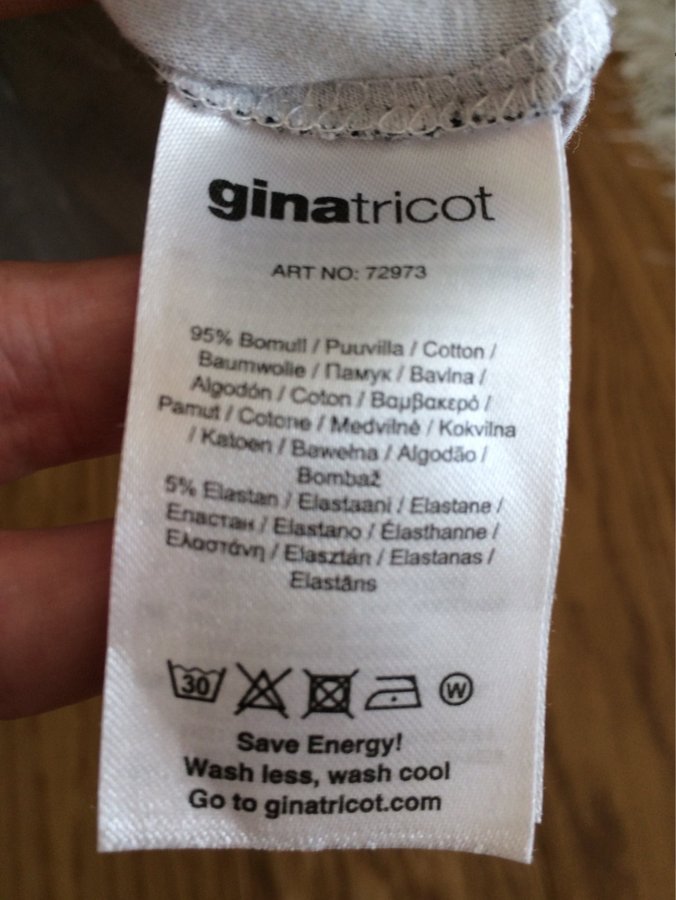 ginatricot
ART NO: 72973
95% Bomull / Puuvilla / Cotton /
Baumwolle / Памук / Bavlna /
Algodón / Coton / Βαμβακερό /
Pamut / Cotone / Medvilnė / Kokvilna
/ Katoen / Bawełna / Algodão /
Bombaž
5% Elastan / Elastaani / Elastane /
Еластан / Elastano / Élasthanne /
Ελαστάνη / Elasztán / Elastanas /
Elastāns
30 W
Save Energy!
Wash less, wash cool
Go to ginatricot.com